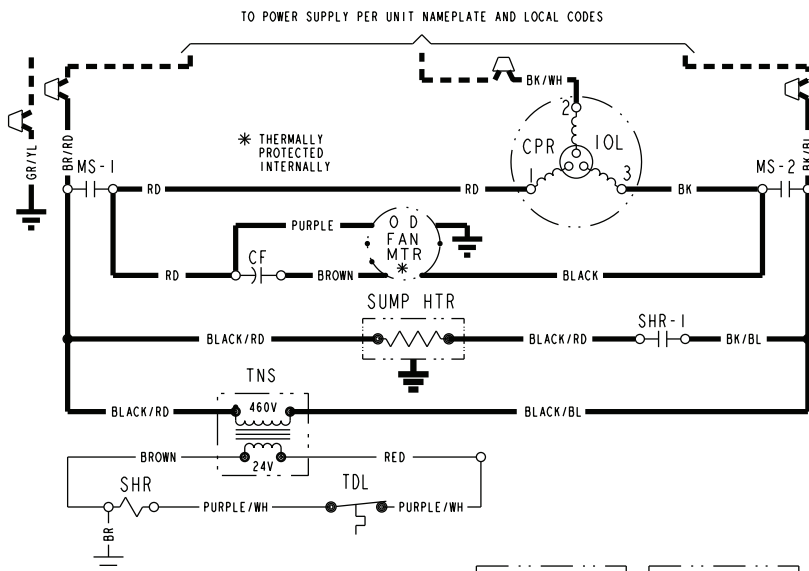 TO POWER SUPPLY PER UNIT NAMEPLATE AND LOCAL CODES
BK/WH
GR/YL
BR/RD
BK/BL
* THERMALLY
PROTECTED
INTERNALLY
2
CPR
IOL
1
3
MS-1
RD
RD
BK
MS-2
PURPLE
O D
FAN
MTR
*
CF
RD
BROWN
BLACK
SUMP HTR
BLACK/RD
BLACK/RD
SHR-1
BK/BL
TNS
BLACK/RD
460V
BLACK/BL
BROWN
24V
RED
SHR
TDL
PURPLE/WH
PURPLE/WH
BR